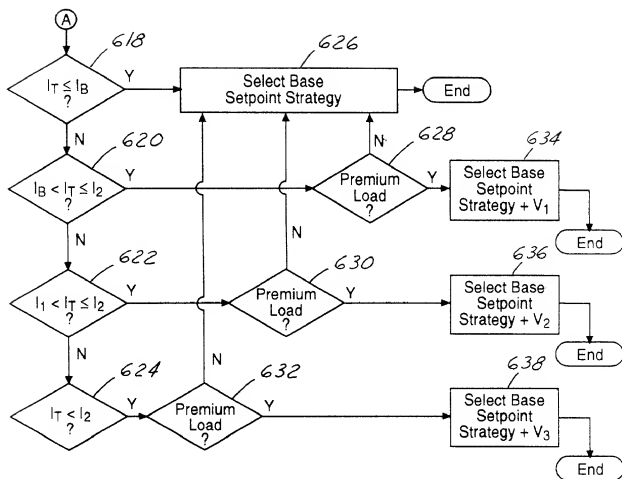 A
618
626
I_T ≤ I_B
?
Y
Select Base
Setpoint Strategy
End
N
620
N
628
634
I_B < I_T ≤ I_2
?
Y
Premium
Load
?
Y
Select Base
Setpoint
Strategy + V_1
End
N
622
N
630
636
I_1 < I_T ≤ I_2
?
Y
Premium
Load
?
Y
Select Base
Setpoint
Strategy + V_2
End
N
624
N
632
638
I_T < I_2
?
Y
Premium
Load
?
Y
Select Base
Setpoint
Strategy + V_3
End